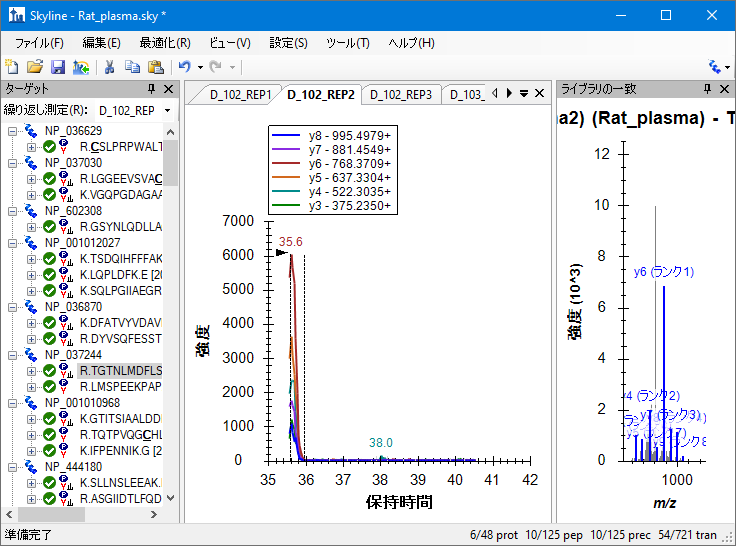 Skyline - Rat_plasma.sky *
ファイル(F) 編集(E) 最適化(R) ビュー(V) 設定(S) ツール(T) ヘルプ(H)
ターゲット
繰り返し測定(R): D_102_REP
NP_036629
R.CSLPRPWALT
NP_037030
R.LGGEEVSVAC
K.VGQPGDAGAA
NP_602308
R.GSYNLQDLLA
NP_001012027
K.TSDQIHFFFAK
K.LQPLDFK.E [20
K.SQLPGIIAEGR
NP_036870
K.DFATVYVDAV
R.DYVSQFESST
NP_037244
R.TGTNLMDFLS
R.LMSPEEKPAP
NP_001010968
K.GTITSIAALDD
R.TQTPVQGCHL
K.IFPENNIK.G [2
NP_444180
K.SLLNSLEEAK
R.ASGIIDTLFQD
D_102_REP1 D_102_REP2 D_102_REP3 D_103_
y8 - 995.4979+
y7 - 881.4549+
y6 - 768.3709+
y5 - 637.3304+
y4 - 522.3035+
y3 - 375.2350+
7000
6000
5000
4000
3000
2000
1000
0
強度
35.6
38.0
35 36 37 38 39 40 41 42
保持時間
ライブラリの一致
a2) (Rat_plasma) - T
12
10
8
6
4
2
0
強度 (10^3)
y6 (ランク1)
y4 (ランク2)
1000
m/z
準備完了
6/48 prot 10/125 pep 10/125 prec 54/721 tran